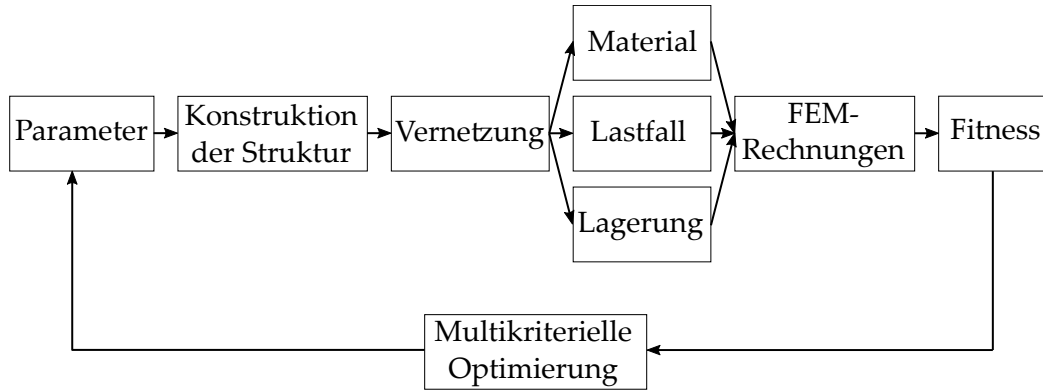 Parameter
Konstruktion
der Struktur
Vernetzung
Material
Lastfall
Lagerung
FEM-
Rechnungen
Fitness
Multikriterielle
Optimierung